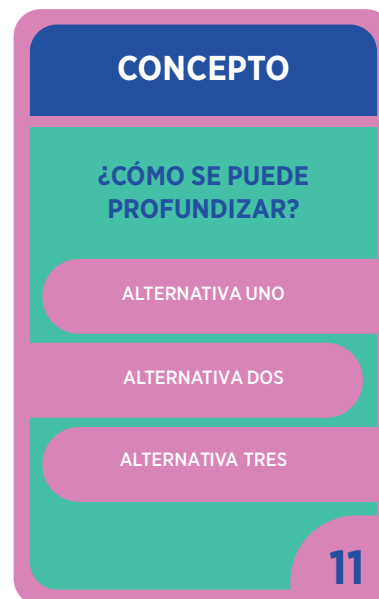 CONCEPTO
¿CÓMO SE PUEDE
PROFUNDIZAR?
ALTERNATIVA UNO
ALTERNATIVA DOS
ALTERNATIVA TRES
11